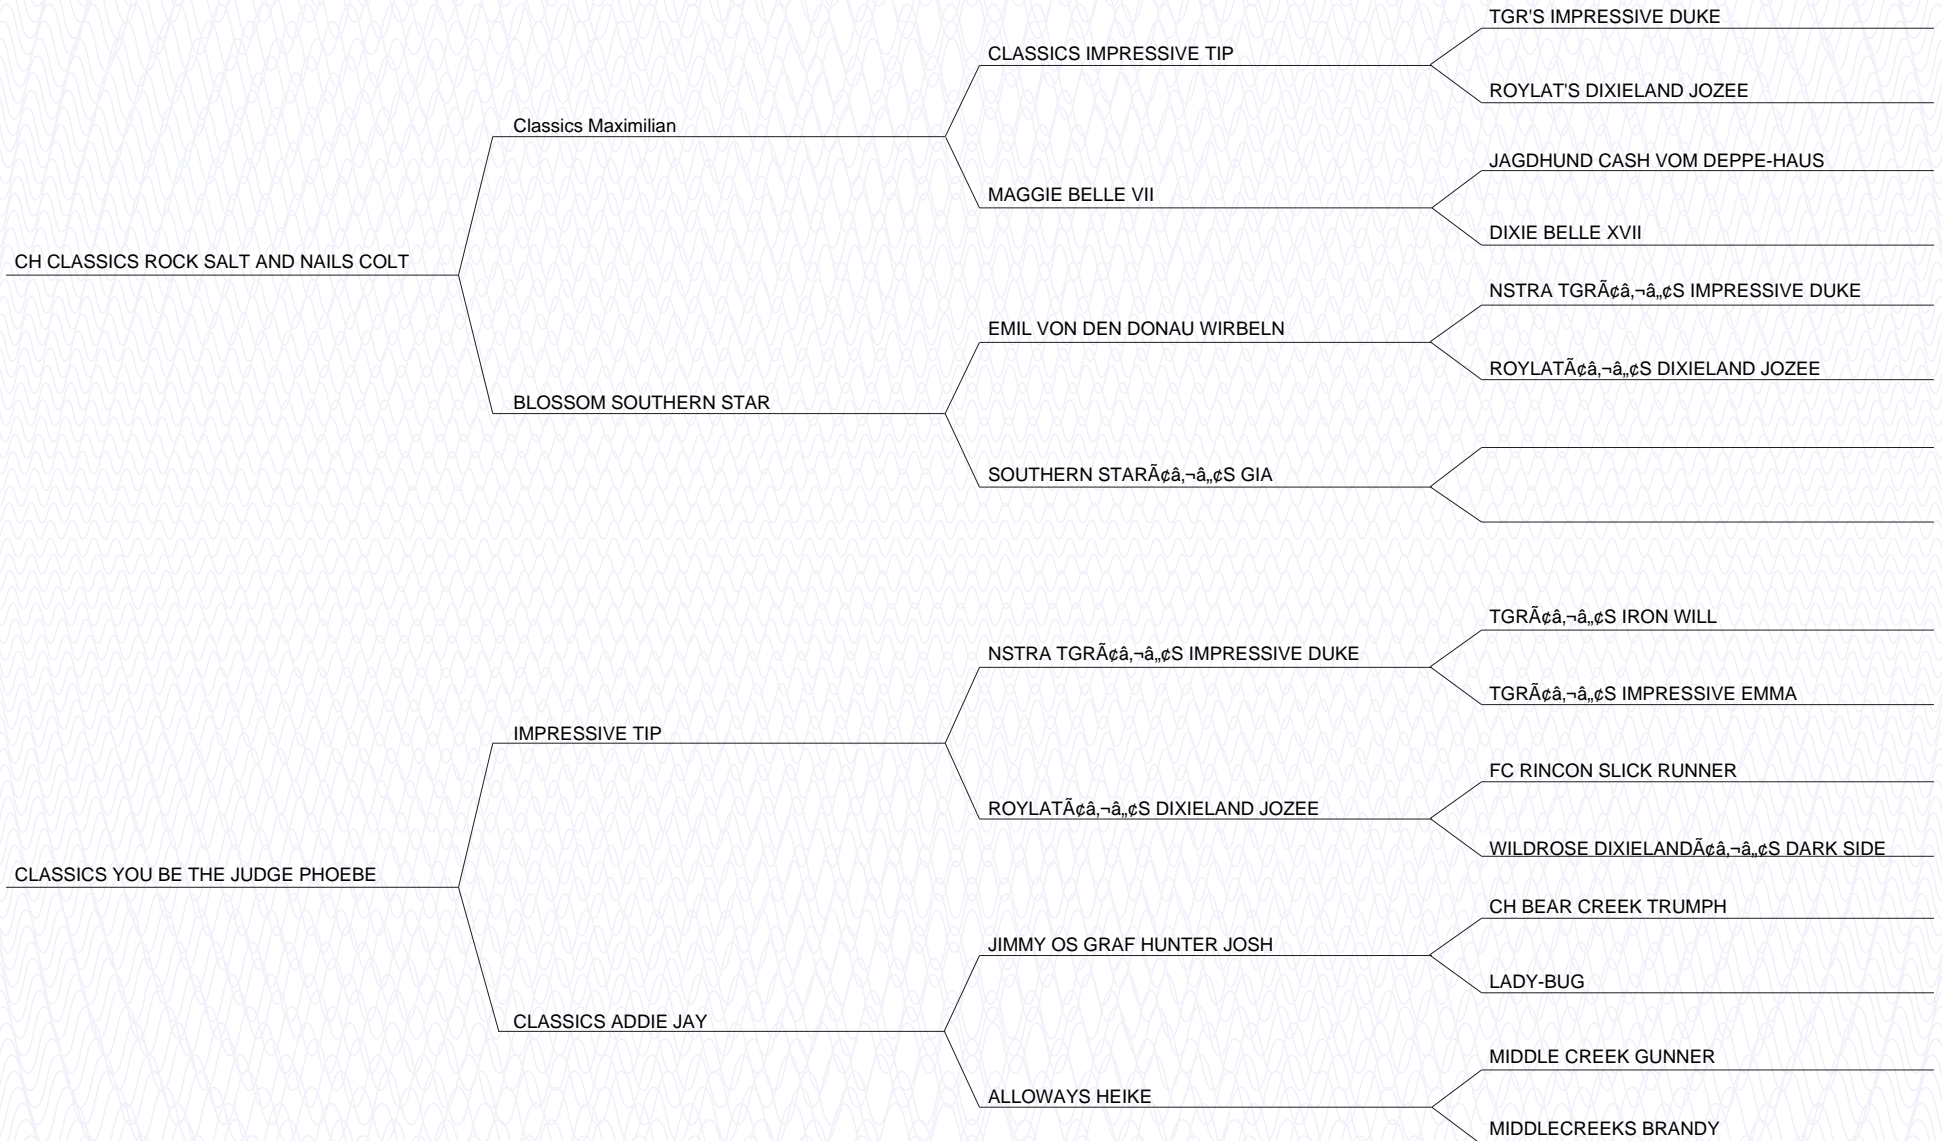 TGR'S IMPRESSIVE DUKE
CLASSICS IMPRESSIVE TIP
ROYLAT'S DIXIELAND JOZEE
Classics Maximilian
JAGDHUND CASH VOM DEPPE-HAUS
MAGGIE BELLE VII
DIXIE BELLE XVII
CH CLASSICS ROCK SALT AND NAILS COLT
NSTRA TGRÃ¢â‚¬â„¢S IMPRESSIVE DUKE
EMIL VON DEN DONAU WIRBELN
ROYLATÃ¢â‚¬â„¢S DIXIELAND JOZEE
BLOSSOM SOUTHERN STAR
SOUTHERN STARÃ¢â‚¬â„¢S GIA
TGRÃ¢â‚¬â„¢S IRON WILL
NSTRA TGRÃ¢â‚¬â„¢S IMPRESSIVE DUKE
TGRÃ¢â‚¬â„¢S IMPRESSIVE EMMA
IMPRESSIVE TIP
FC RINCON SLICK RUNNER
ROYLATÃ¢â‚¬â„¢S DIXIELAND JOZEE
WILDROSE DIXIELANDÃ¢â‚¬â„¢S DARK SIDE
CLASSICS YOU BE THE JUDGE PHOEBE
CH BEAR CREEK TRUMPH
JIMMY OS GRAF HUNTER JOSH
LADY-BUG
CLASSICS ADDIE JAY
MIDDLE CREEK GUNNER
ALLOWAYS HEIKE
MIDDLECREEKS BRANDY